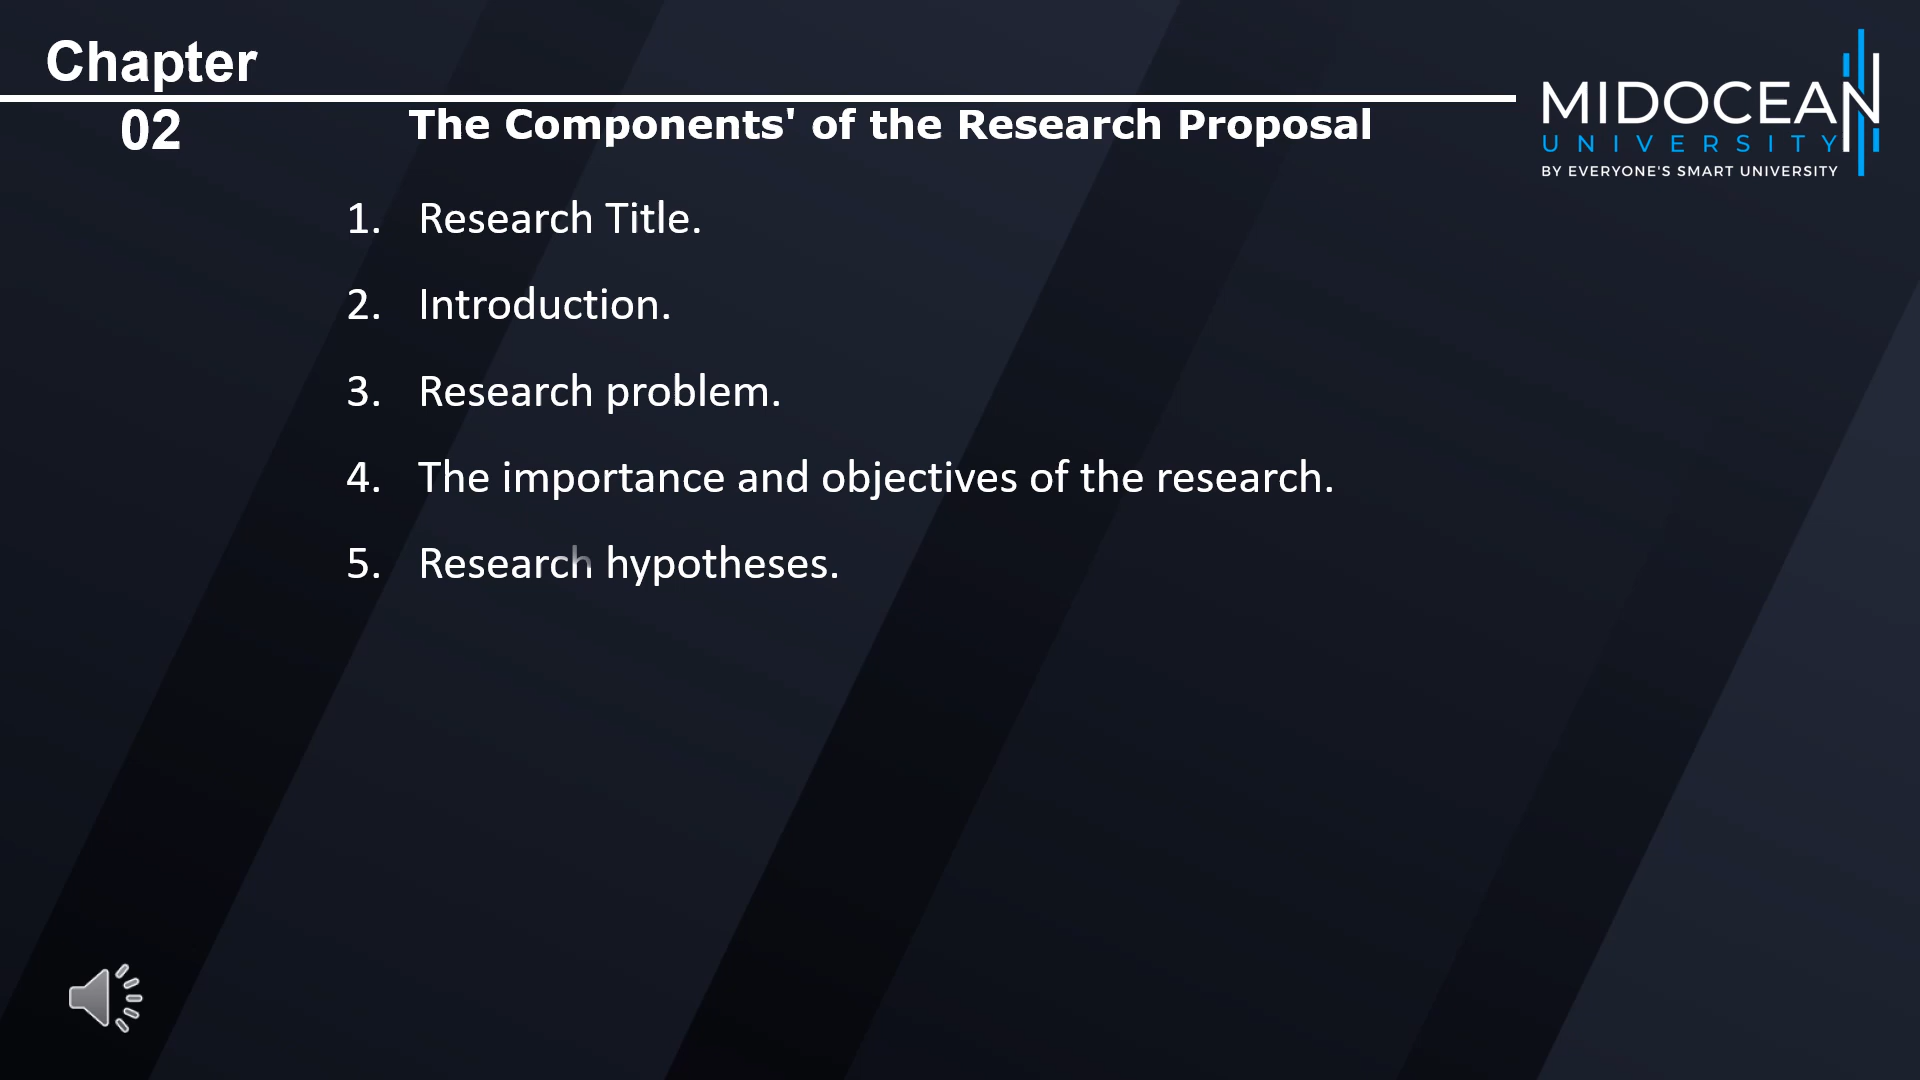 Chapter
02
The Components' of the Research Proposal
MIDOCEAN
UNIVERSITY
BY EVERYONE'S SMART UNIVERSITY
1. Research Title.
2. Introduction.
3. Research problem.
4. The importance and objectives of the research.
5. Research hypotheses.